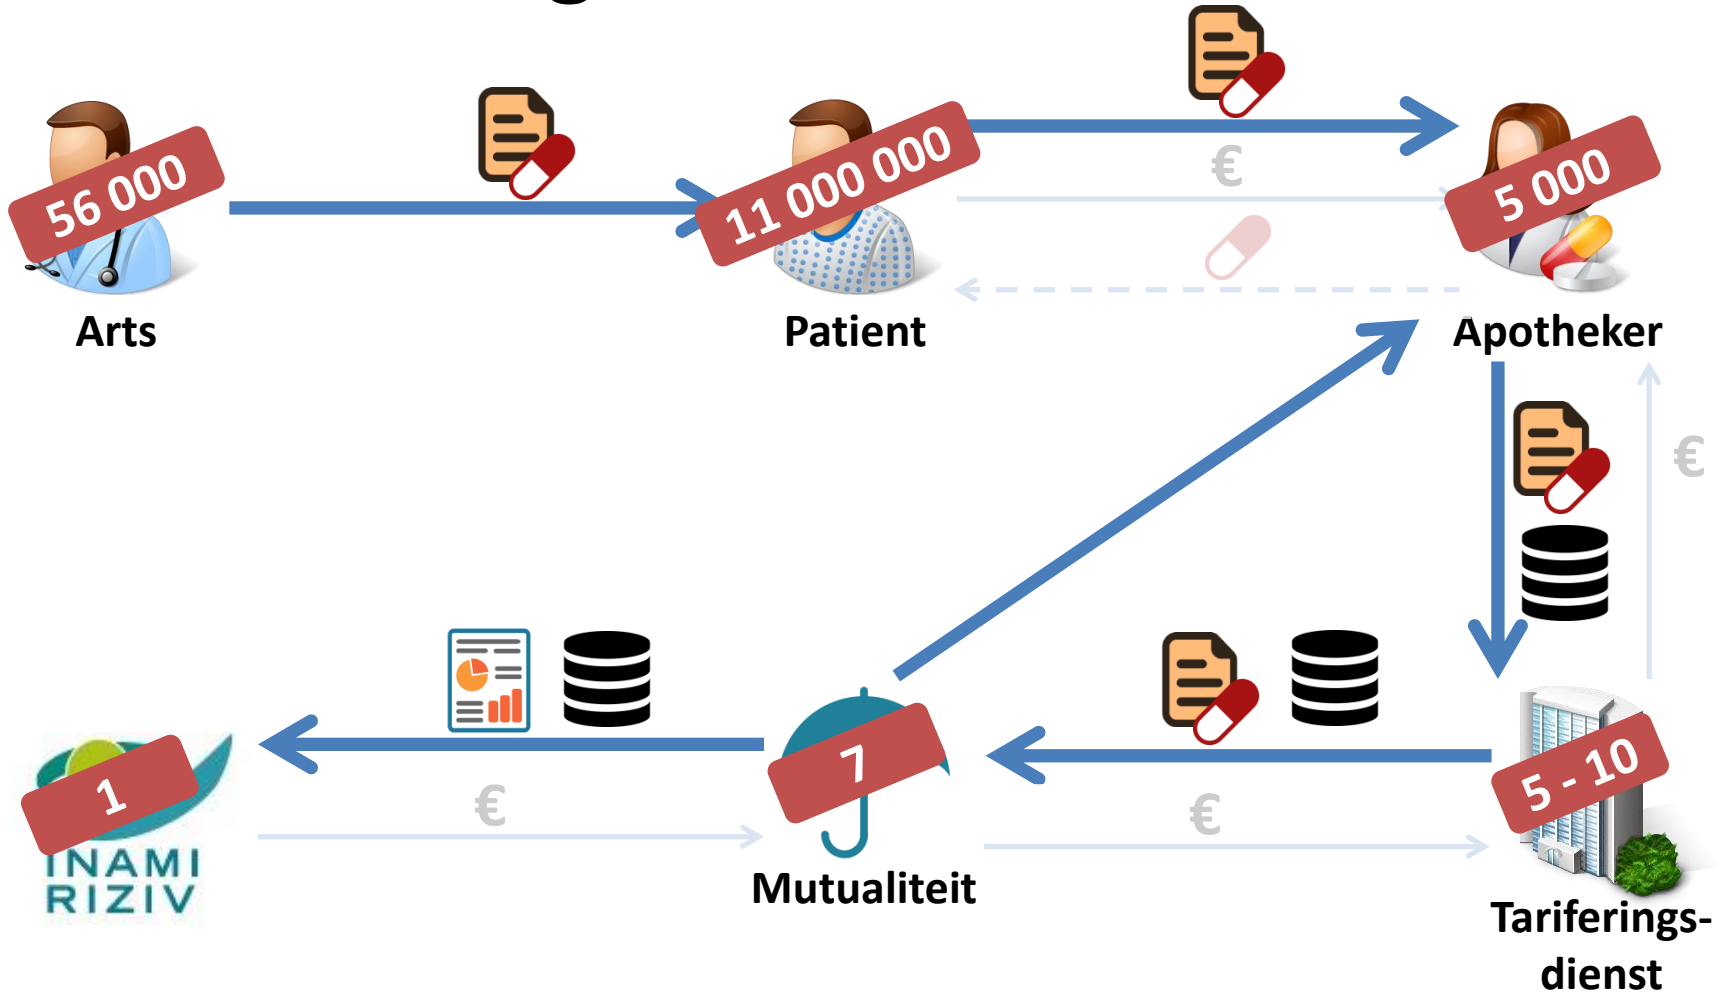 56 000
11 000 000
€
5 000
Arts
Patient
Apotheker
€
1
INAMI
RIZIV
€
7
Mutualiteit
€
5 - 10
Tariferings-
dienst